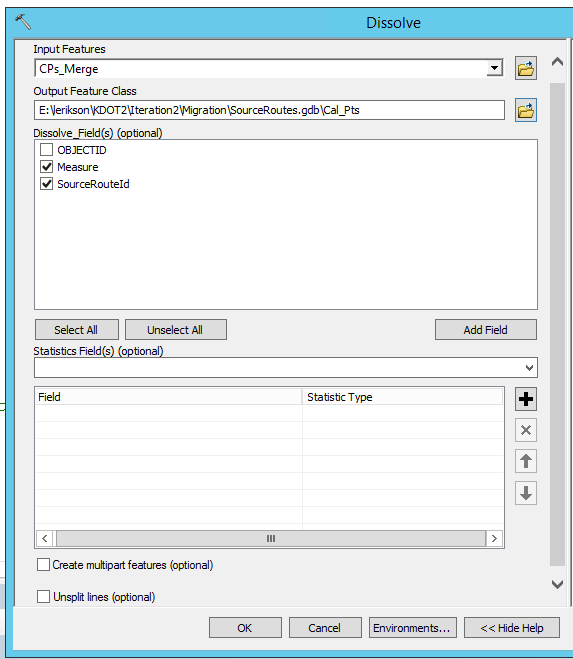 Dissolve
Input Features
CPs_Merge
Output Feature Class
E:\lerikson\KDOT2\Iteration2\Migration\SourceRoutes.gdb\Cal_Pts
Dissolve_Field(s) (optional)
OBJECTID
Measure
SourceRouteId
Select All Unselect All Add Field
Statistics Field(s) (optional)
Field Statistic Type
Create multipart features (optional)
Unsplit lines (optional)
OK Cancel Environments... << Hide Help